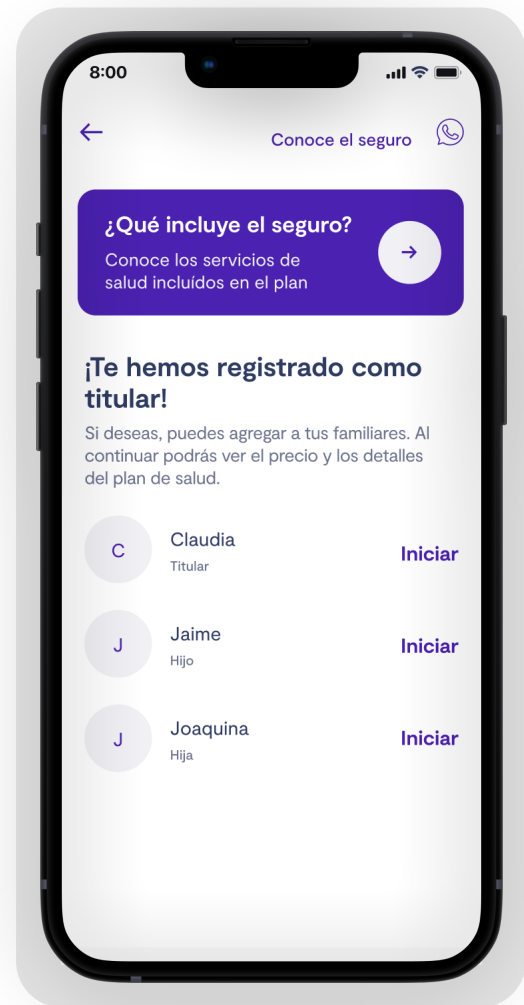 8:00
Conoce el seguro
¿Qué incluye el seguro?
Conoce los servicios de
salud incluídos en el plan
¡Te hemos registrado como
titular!
Si deseas, puedes agregar a tus familiares. Al
continuar podrás ver el precio y los detalles
del plan de salud.
C
Claudia
Titular
Iniciar
J
Jaime
Hijo
Iniciar
J
Joaquina
Hija
Iniciar